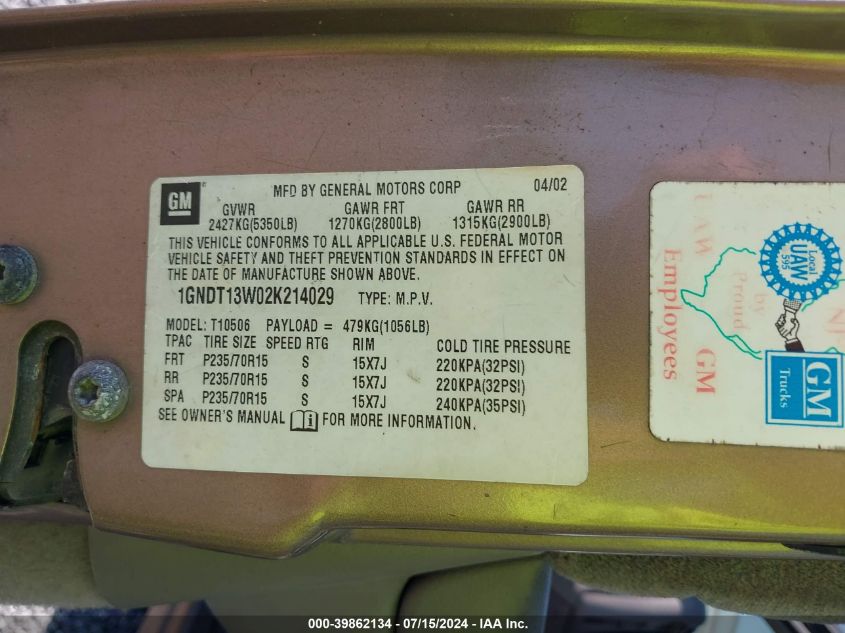 GM
MFD BY GENERAL MOTORS CORP 04/02
GVWR GAWR FRT GAWR RR
2427KG(5350LB) 1270KG(2800LB) 1315KG(2900LB)
THIS VEHICLE CONFORMS TO ALL APPLICABLE U.S. FEDERAL MOTOR
VEHICLE SAFETY AND THEFT PREVENTION STANDARDS IN EFFECT ON
THE DATE OF MANUFACTURE SHOWN ABOVE.
1GNDT13W02K214029 TYPE: M.P.V.
MODEL: T10506 PAYLOAD = 479KG(1056LB)
TPAC TIRE SIZE SPEED RTG RIM COLD TIRE PRESSURE
FRT P235/70R15 S 15X7J 220KPA(32PSI)
RR P235/70R15 S 15X7J 220KPA(32PSI)
SPA P235/70R15 S 15X7J 240KPA(35PSI)
SEE OWNER'S MANUAL FOR MORE INFORMATION.
UAW
Proud
by
GM
Employees
Local
UAW
595
NJ
GM
Trucks
000-39862134 - 07/15/2024 - IAA Inc.